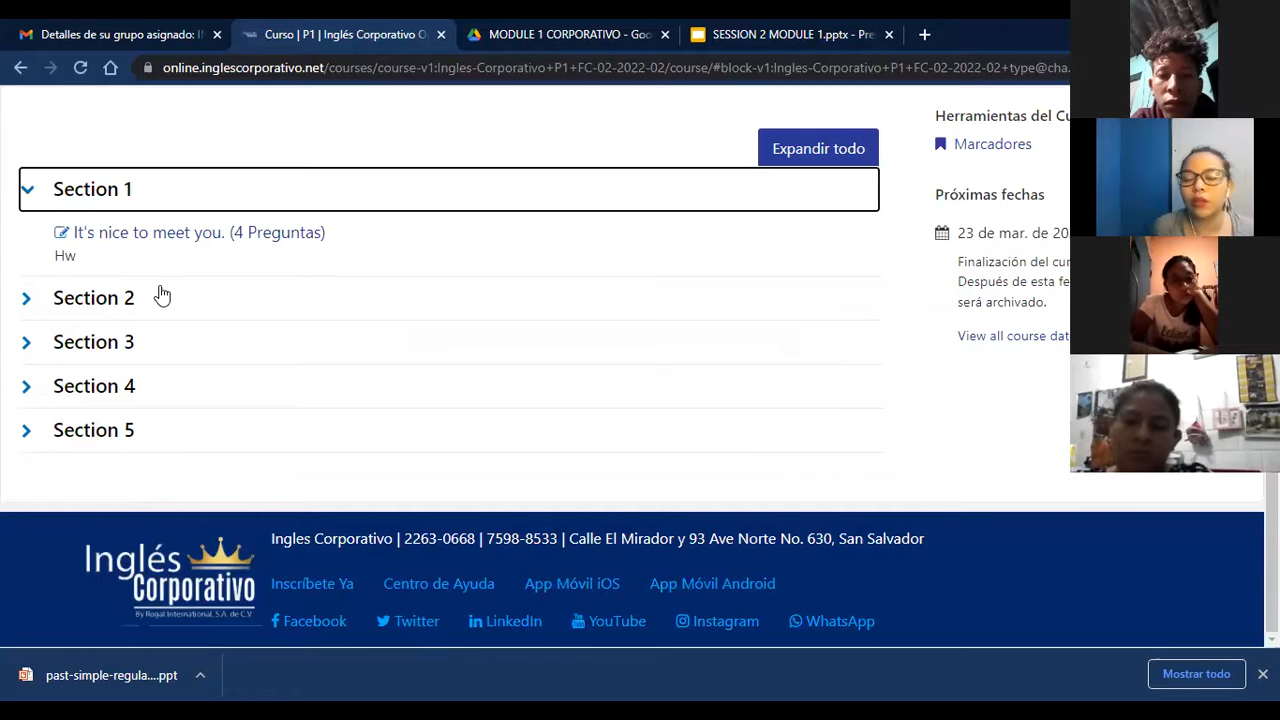 Detalles de su grupo asignado: I
Curso | P1 | Inglés Corporativo O
MODULE 1 CORPORATIVO - Goo
SESSION 2 MODULE 1.pptx - Pre
online.inglescorporativo.net/courses/course-v1:Ingles-Corporativo+P1+FC-02-2022-02/course/#block-v1:Ingles-Corporativo+P1+FC-02-2022-02+type@cha
Herramientas del Cu
Marcadores
Expandir todo
Section 1
It's nice to meet you. (4 Preguntas)
Hw
Section 2
Section 3
Section 4
Section 5
Próximas fechas
23 de mar. de 20
Finalización del cur
Después de esta fe
será archivado.
View all course dat
Inglés
Corporativo
By Rogal International, S.A. de C.V.
Ingles Corporativo | 2263-0668 | 7598-8533 | Calle El Mirador y 93 Ave Norte No. 630, San Salvador
Inscríbete Ya
Centro de Ayuda
App Móvil iOS
App Móvil Android
Facebook
Twitter
LinkedIn
YouTube
Instagram
WhatsApp
past-simple-regula....ppt
Mostrar todo